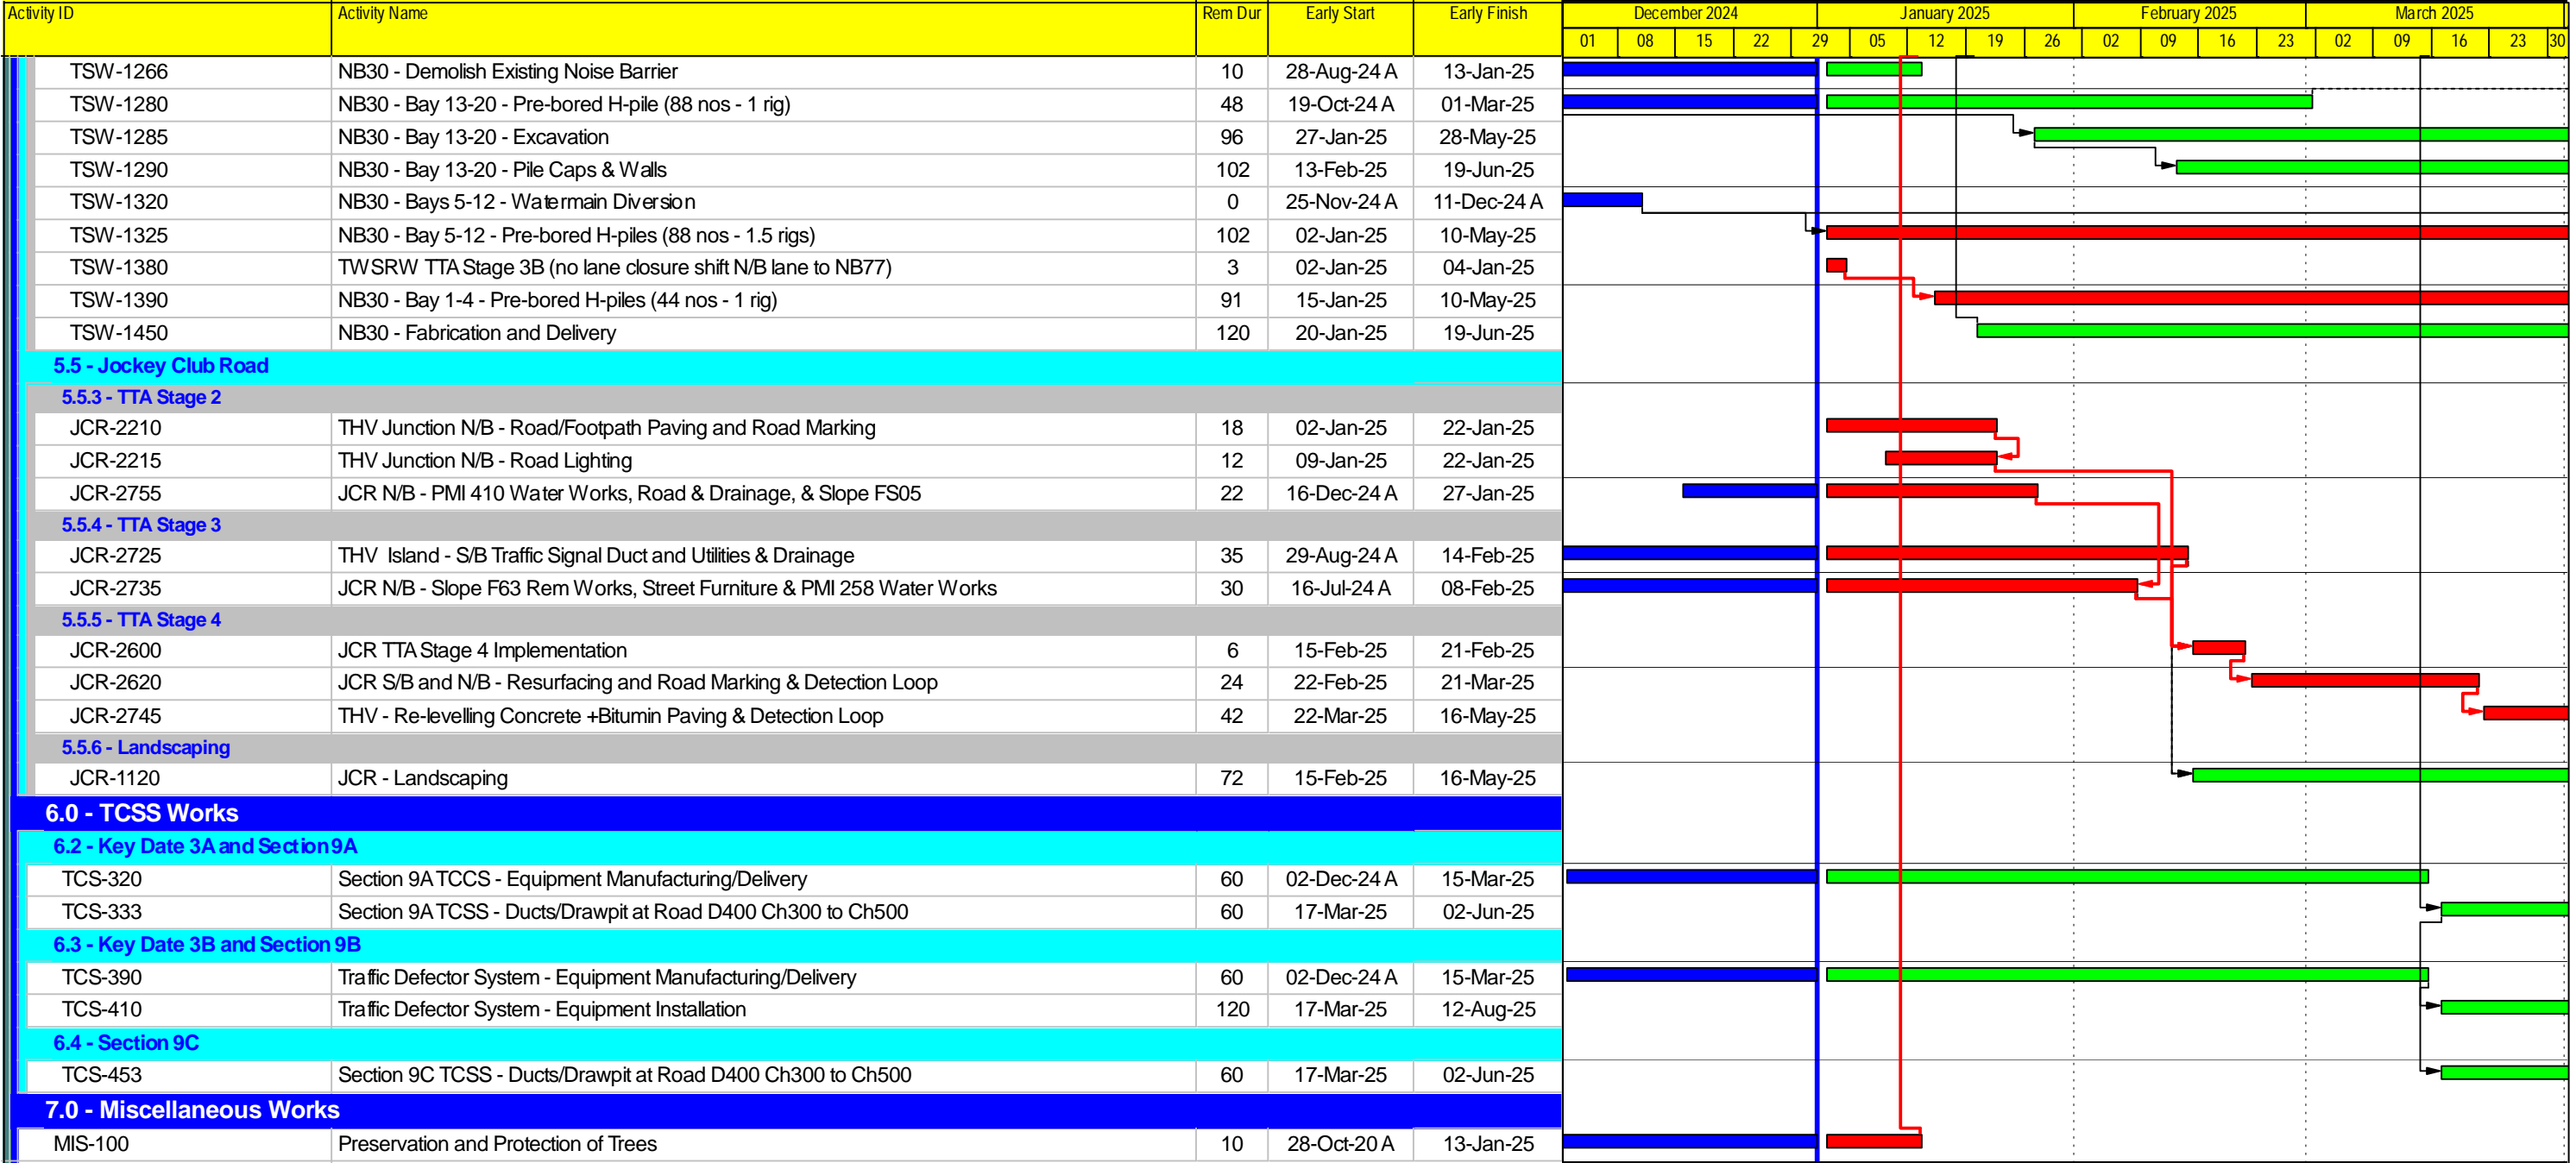 Activity ID Activity Name Rem Dur Early Start Early Finish December 2024 January 2025 February 2025 March 2025
01 08 15 22 29 05 12 19 26 02 09 16 23 02 09 16 23 30
TSW-1266 NB30 - Demolish Existing Noise Barrier 10 28-Aug-24 A 13-Jan-25
TSW-1280 NB30 - Bay 13-20 - Pre-bored H-pile (88 nos - 1 rig) 48 19-Oct-24 A 01-Mar-25
TSW-1285 NB30 - Bay 13-20 - Excavation 96 27-Jan-25 28-May-25
TSW-1290 NB30 - Bay 13-20 - Pile Caps & Walls 102 13-Feb-25 19-Jun-25
TSW-1320 NB30 - Bays 5-12 - Watermain Diversion 0 25-Nov-24 A 11-Dec-24 A
TSW-1325 NB30 - Bay 5-12 - Pre-bored H-piles (88 nos - 1.5 rigs) 102 02-Jan-25 10-May-25
TSW-1380 TWSRW TTA Stage 3B (no lane closure shift N/B lane to NB77) 3 02-Jan-25 04-Jan-25
TSW-1390 NB30 - Bay 1-4 - Pre-bored H-piles (44 nos - 1 rig) 91 15-Jan-25 10-May-25
TSW-1450 NB30 - Fabrication and Delivery 120 20-Jan-25 19-Jun-25
5.5 - Jockey Club Road
5.5.3 - TTA Stage 2
JCR-2210 THV Junction N/B - Road/Footpath Paving and Road Marking 18 02-Jan-25 22-Jan-25
JCR-2215 THV Junction N/B - Road Lighting 12 09-Jan-25 22-Jan-25
JCR-2755 JCR N/B - PMI 410 Water Works, Road & Drainage, & Slope FS05 22 16-Dec-24 A 27-Jan-25
5.5.4 - TTA Stage 3
JCR-2725 THV Island - S/B Traffic Signal Duct and Utilities & Drainage 35 29-Aug-24 A 14-Feb-25
JCR-2735 JCR N/B - Slope F63 Rem Works, Street Furniture & PMI 258 Water Works 30 16-Jul-24 A 08-Feb-25
5.5.5 - TTA Stage 4
JCR-2600 JCR TTA Stage 4 Implementation 6 15-Feb-25 21-Feb-25
JCR-2620 JCR S/B and N/B - Resurfacing and Road Marking & Detection Loop 24 22-Feb-25 21-Mar-25
JCR-2745 THV - Re-levelling Concrete +Bitumin Paving & Detection Loop 42 22-Mar-25 16-May-25
5.5.6 - Landscaping
JCR-1120 JCR - Landscaping 72 15-Feb-25 16-May-25
6.0 - TCSS Works
6.2 - Key Date 3A and Section 9A
TCS-320 Section 9A TCCS - Equipment Manufacturing/Delivery 60 02-Dec-24 A 15-Mar-25
TCS-333 Section 9A TCSS - Ducts/Drawpit at Road D400 Ch300 to Ch500 60 17-Mar-25 02-Jun-25
6.3 - Key Date 3B and Section 9B
TCS-390 Traffic Defector System - Equipment Manufacturing/Delivery 60 02-Dec-24 A 15-Mar-25
TCS-410 Traffic Defector System - Equipment Installation 120 17-Mar-25 12-Aug-25
6.4 - Section 9C
TCS-453 Section 9C TCSS - Ducts/Drawpit at Road D400 Ch300 to Ch500 60 17-Mar-25 02-Jun-25
7.0 - Miscellaneous Works
MIS-100 Preservation and Protection of Trees 10 28-Oct-20 A 13-Jan-25